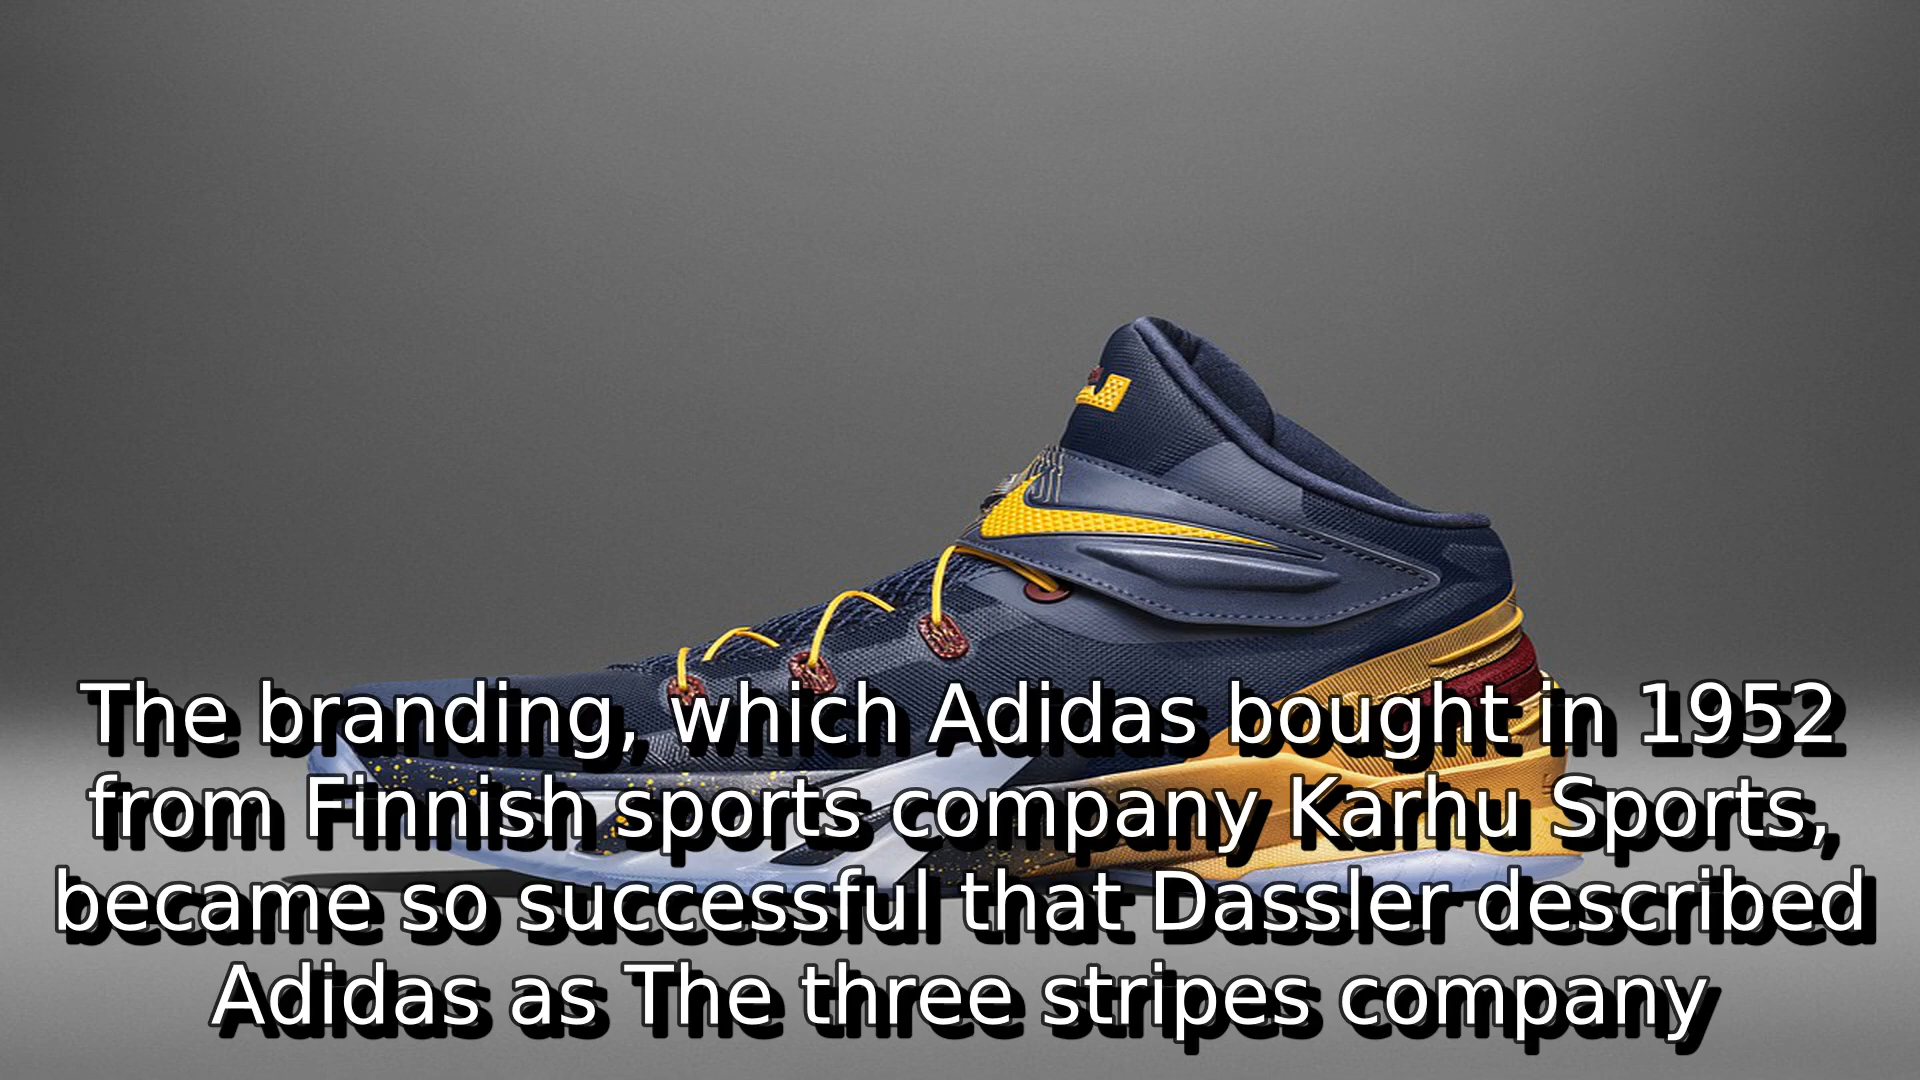 The branding, which Adidas bought in 1952
from Finnish sports company Karhu Sports,
became so successful that Dassler described
Adidas as The three stripes company